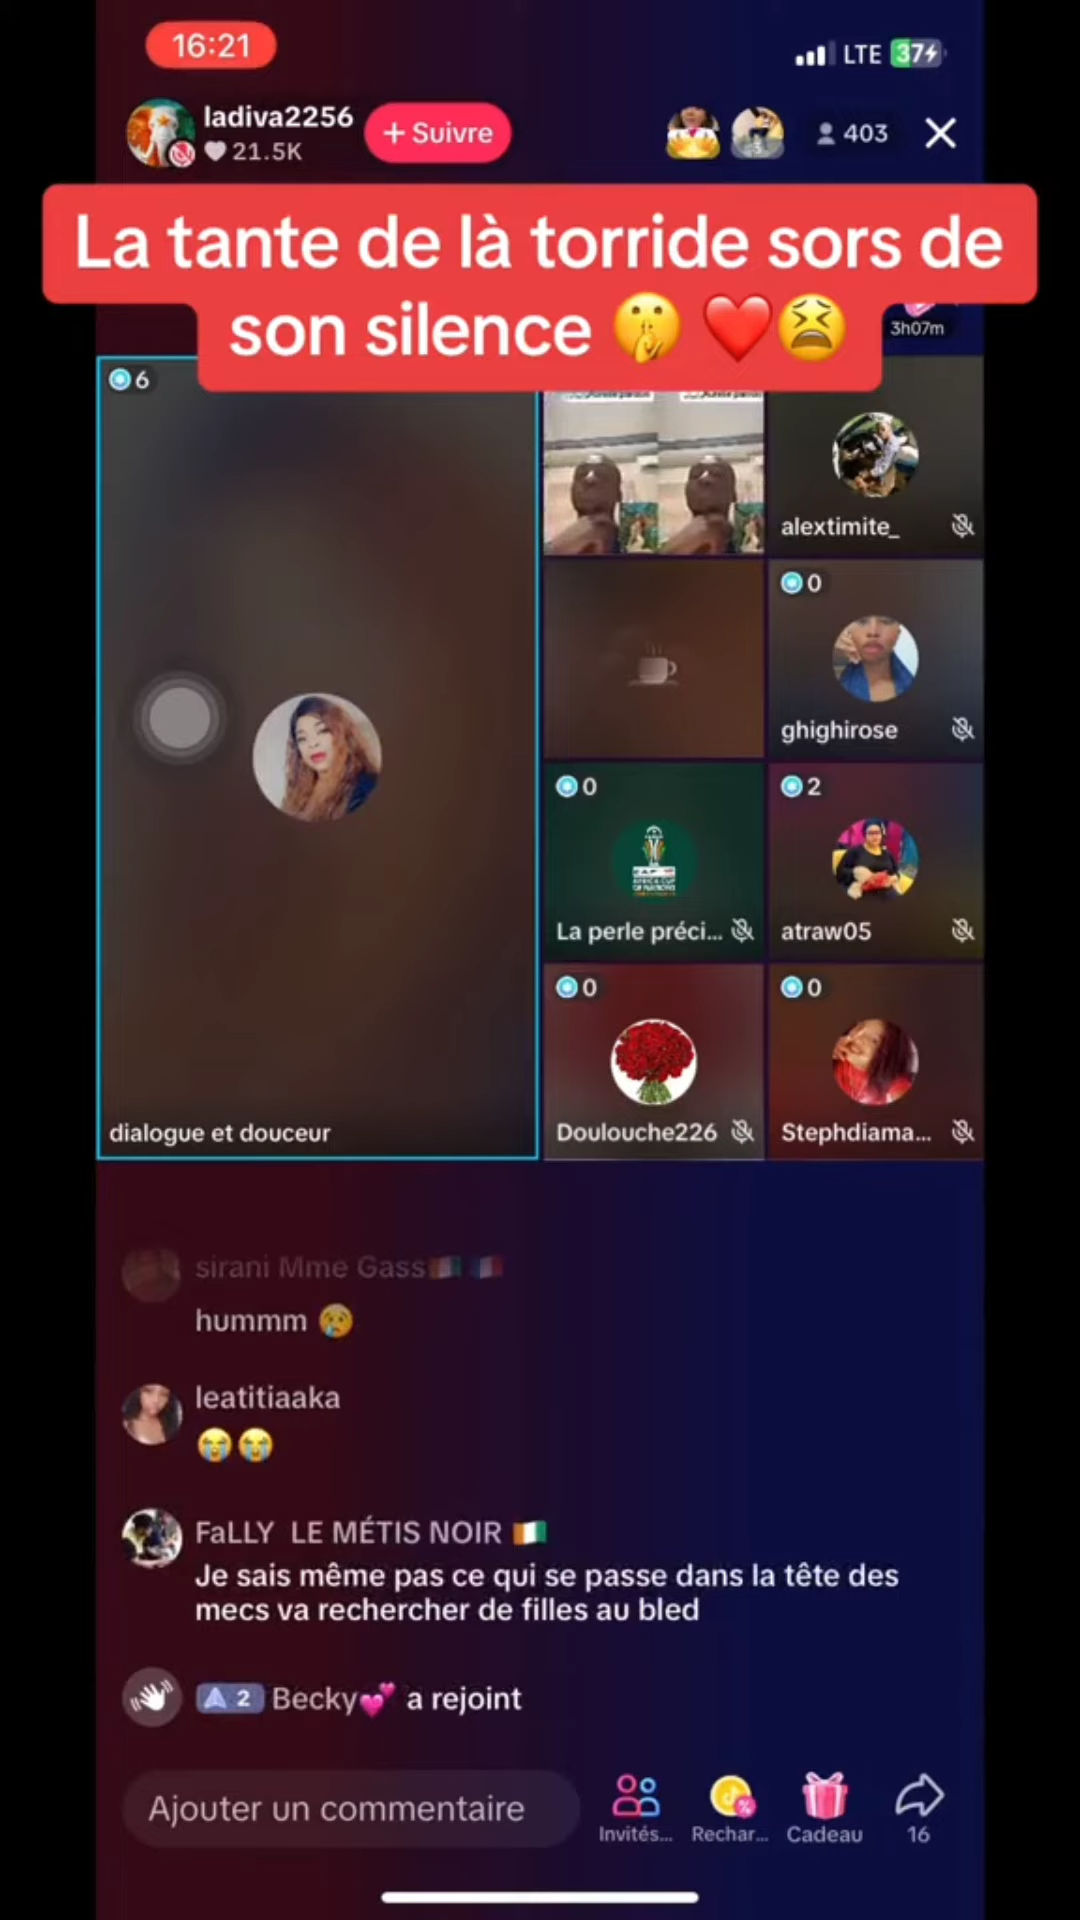 16:21
LTE 37
ladiva2256
21.5K
+ Suivre
403
La tante de là torride sors de
son silence 🤫 ❤️😫
3h07m
6
alextimite_
0
ghighirose
0
La perle préci...
2
atraw05
dialogue et douceur
0
Doulouche226
0
Stephdiama...
sirani Mme Gass🇨🇮 🇫🇷
hummm 😢
leatitiaaka
😭😭
FaLLY LE MÉTIS NOIR 🇨🇮
Je sais même pas ce qui se passe dans la tête des
mecs va rechercher de filles au bled
2 Becky💕 a rejoint
Ajouter un commentaire
Invités...
Rechar...
Cadeau
16